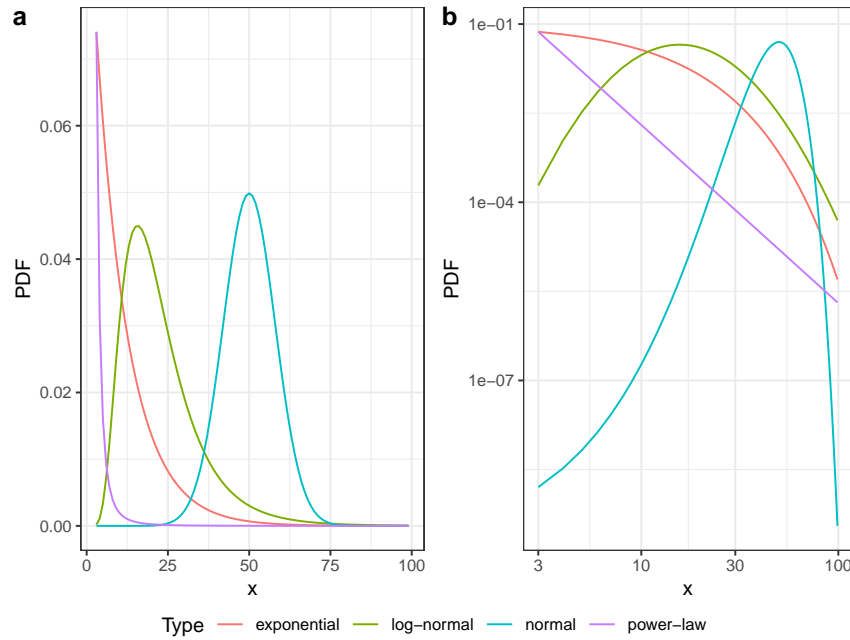 a
PDF
0.06
0.04
0.02
0.00
0 25 50 75 100
x
b
PDF
1e−01
1e−04
1e−07
3 10 30 100
x
Type exponential log−normal normal power−law